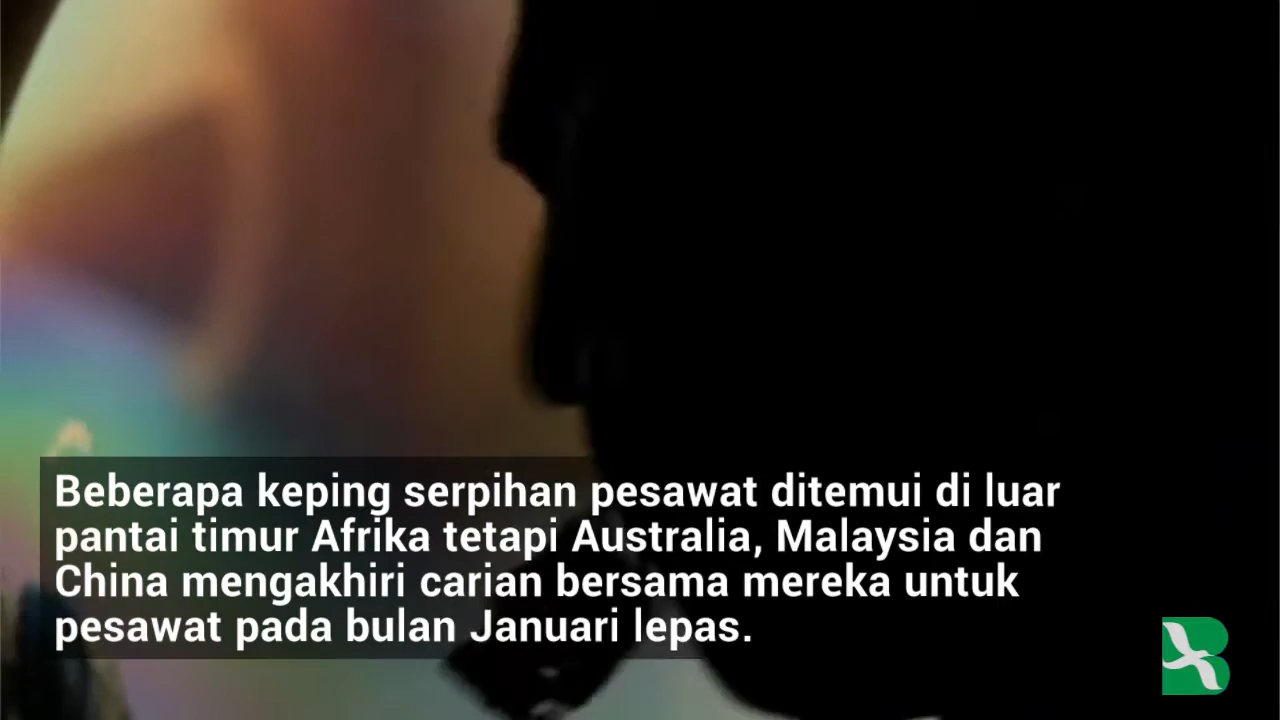 Beberapa keping serpihan pesawat ditemui di luar
pantai timur Afrika tetapi Australia, Malaysia dan
China mengakhiri carian bersama mereka untuk
pesawat pada bulan Januari lepas.